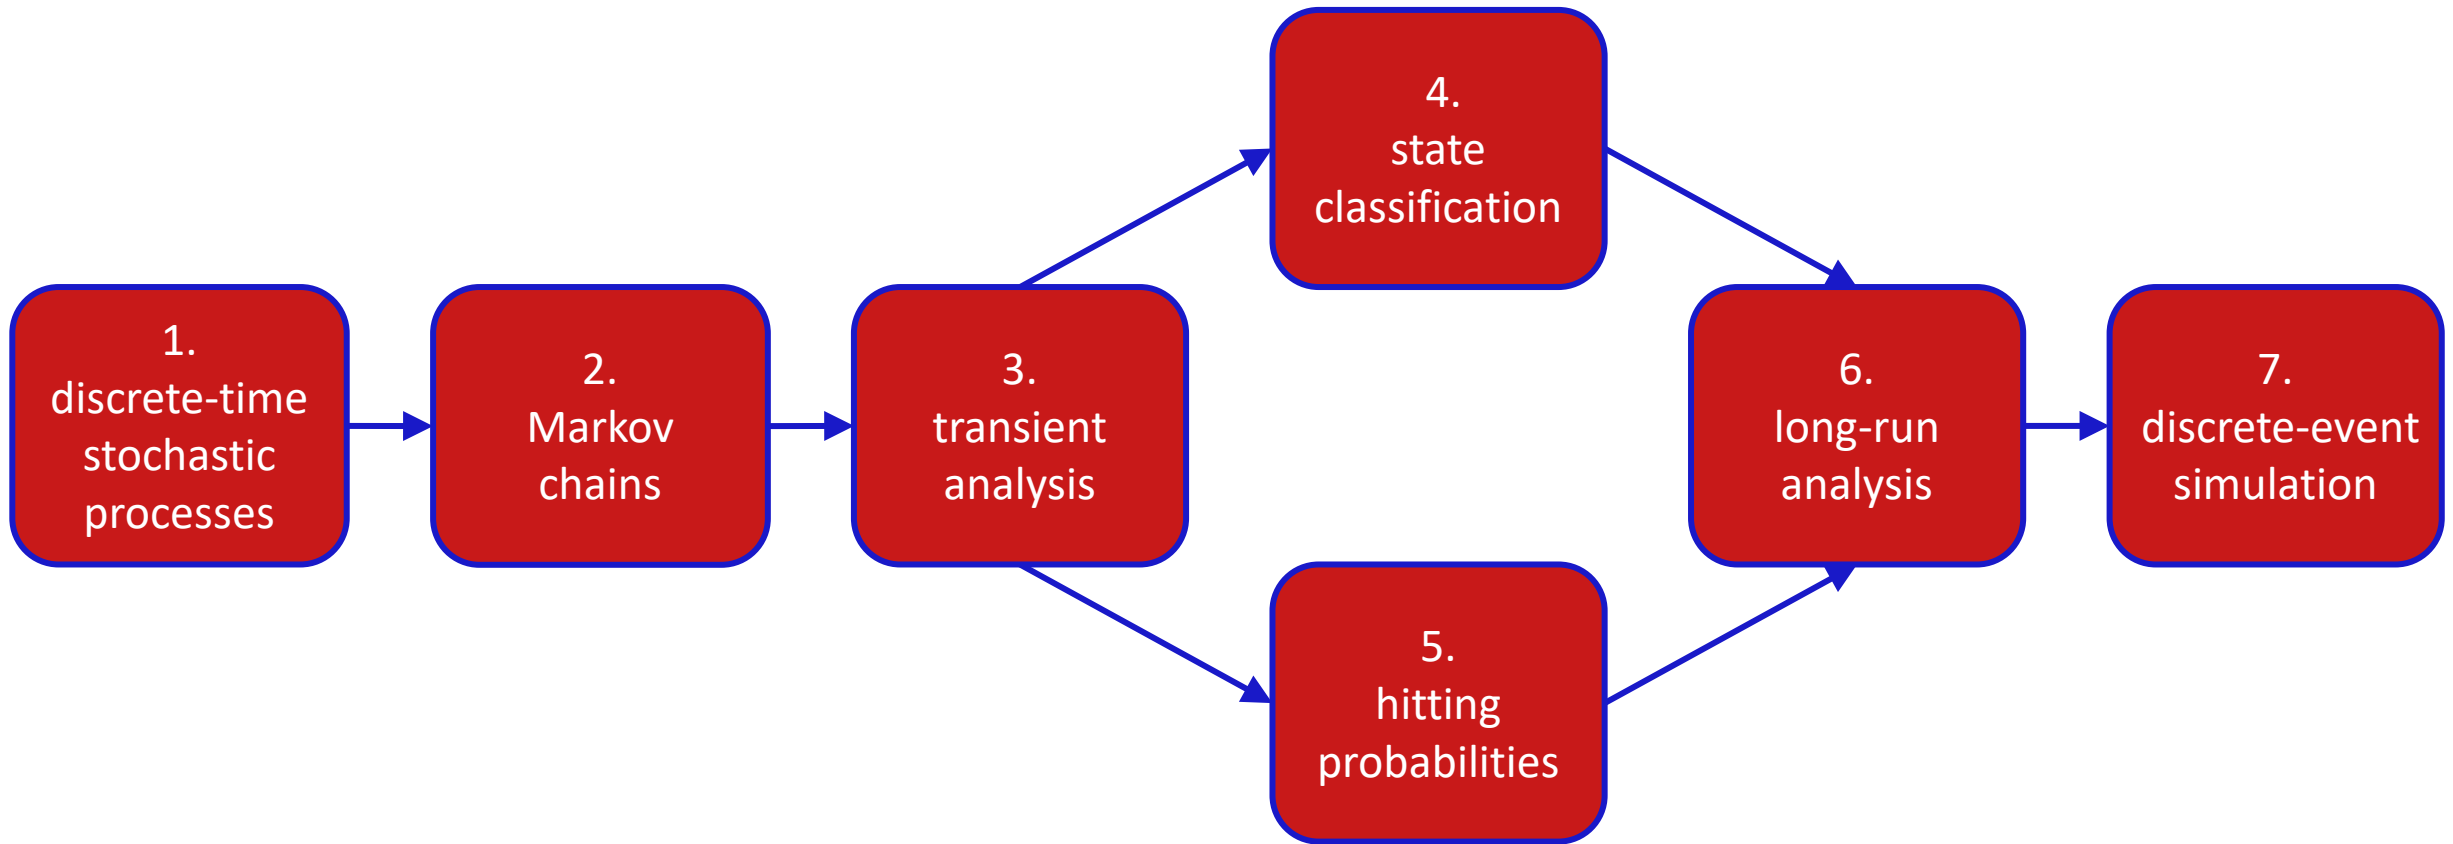 1.
discrete-time
stochastic
processes
2.
Markov
chains
3.
transient
analysis
4.
state
classification
5.
hitting
probabilities
6.
long-run
analysis
7.
discrete-event
simulation